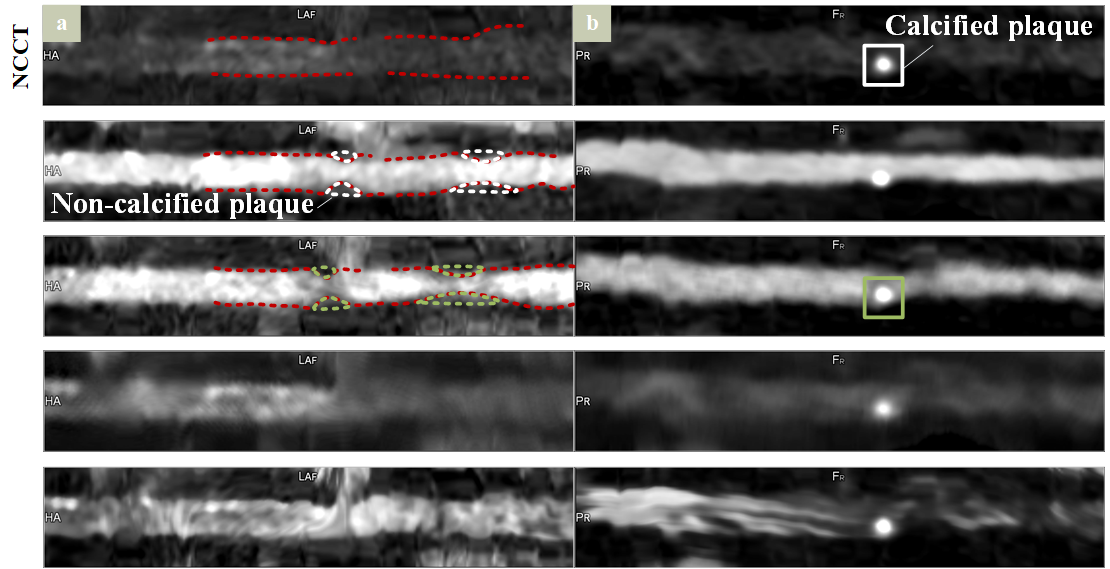 NCCT
a
LAF
HA
b
FR
PR
Calcified plaque
LAF
HA
Non-calcified plaque
FR
PR
LAF
HA
FR
PR
LAF
HA
FR
PR
LAF
HA
FR
PR